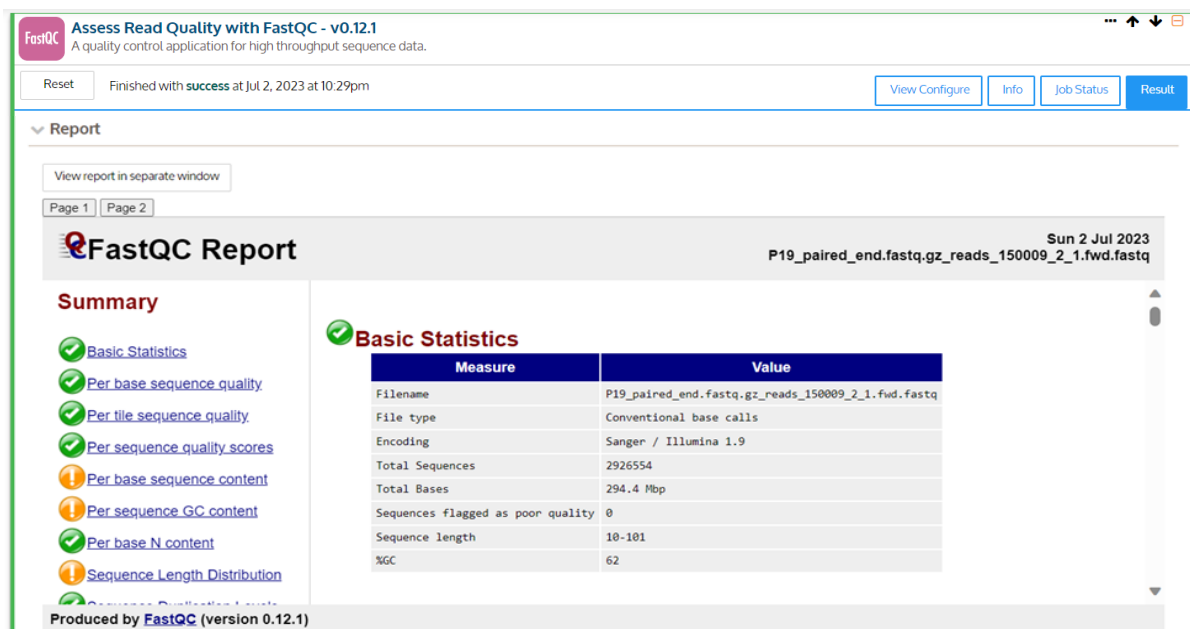 FastQC
Assess Read Quality with FastQC - v0.12.1
A quality control application for high throughput sequence data.
Reset
Finished with success at Jul 2, 2023 at 10:29pm
View Configure
Info
Job Status
Result
Report
View report in separate window
Page 1
Page 2
FastQC Report
Sun 2 Jul 2023
P19_paired_end.fastq.gz_reads_150009_2_1.fwd.fastq
Summary
Basic Statistics
Per base sequence quality
Per tile sequence quality
Per sequence quality scores
Per base sequence content
Per sequence GC content
Per base N content
Sequence Length Distribution
Sequence Duplication Levels
Basic Statistics
Measure Value
Filename P19_paired_end.fastq.gz_reads_150009_2_1.fwd.fastq
File type Conventional base calls
Encoding Sanger / Illumina 1.9
Total Sequences 2926554
Total Bases 294.4 Mbp
Sequences flagged as poor quality 0
Sequence length 10-101
%GC 62
Produced by FastQC (version 0.12.1)